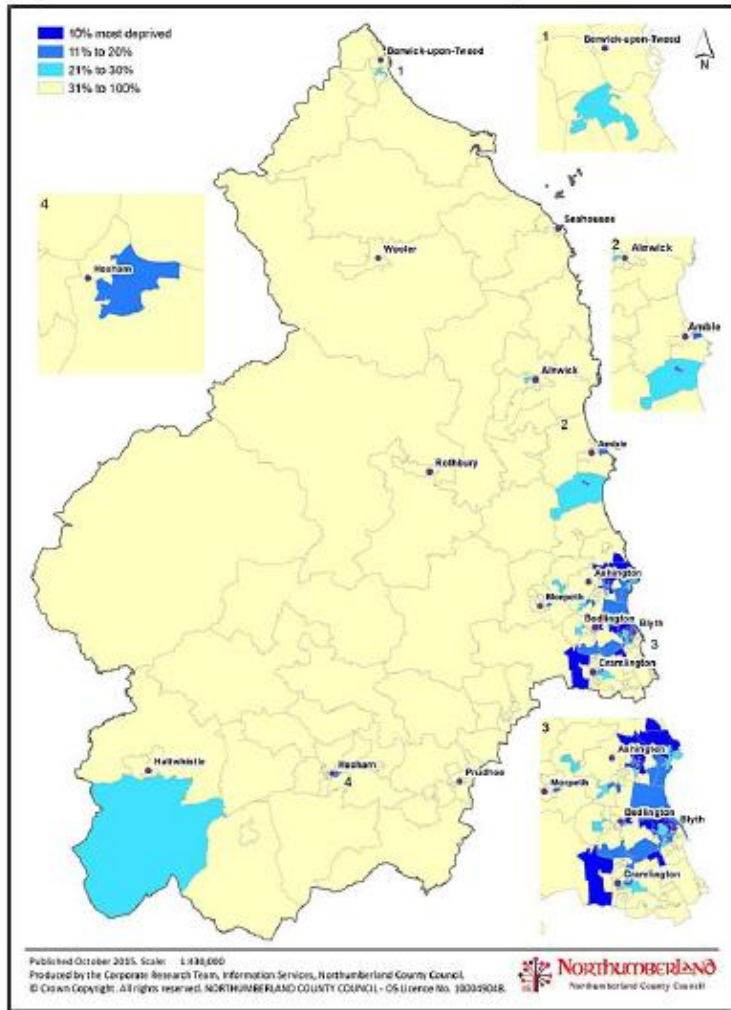 10% most deprived
11% to 20%
21% to 30%
31% to 100%
Berwick-upon-Tweed
1
1
Berwick-upon-Tweed
N
Seahouses
4
Hexham
Wooler
2
Alnwick
Amble
Alnwick
2
Amble
Rothbury
Ashington
Morpeth
Bedlington
Blyth
3
Cramlington
Haltwhistle
Hexham
4
Prudhoe
3
Ashington
Morpeth
Bedlington
Blyth
Cramlington
Published October 2015. Scale: 1:430,000
Produced by the Corporate Research Team, Information Services, Northumberland County Council.
© Crown Copyright. All rights reserved. NORTHUMBERLAND COUNTY COUNCIL - OS Licence No. 100049048.
NORTHUMBERLAND
Northumberland County Council